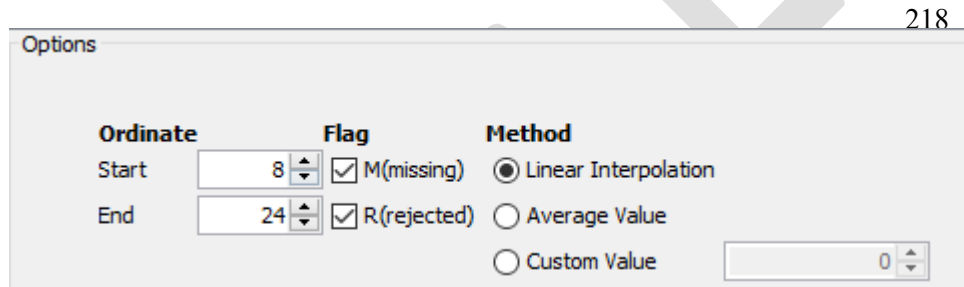 218
Options
Ordinate Flag Method
Start 8 M(missing) Linear Interpolation
End 24 R(rejected) Average Value
Custom Value 0